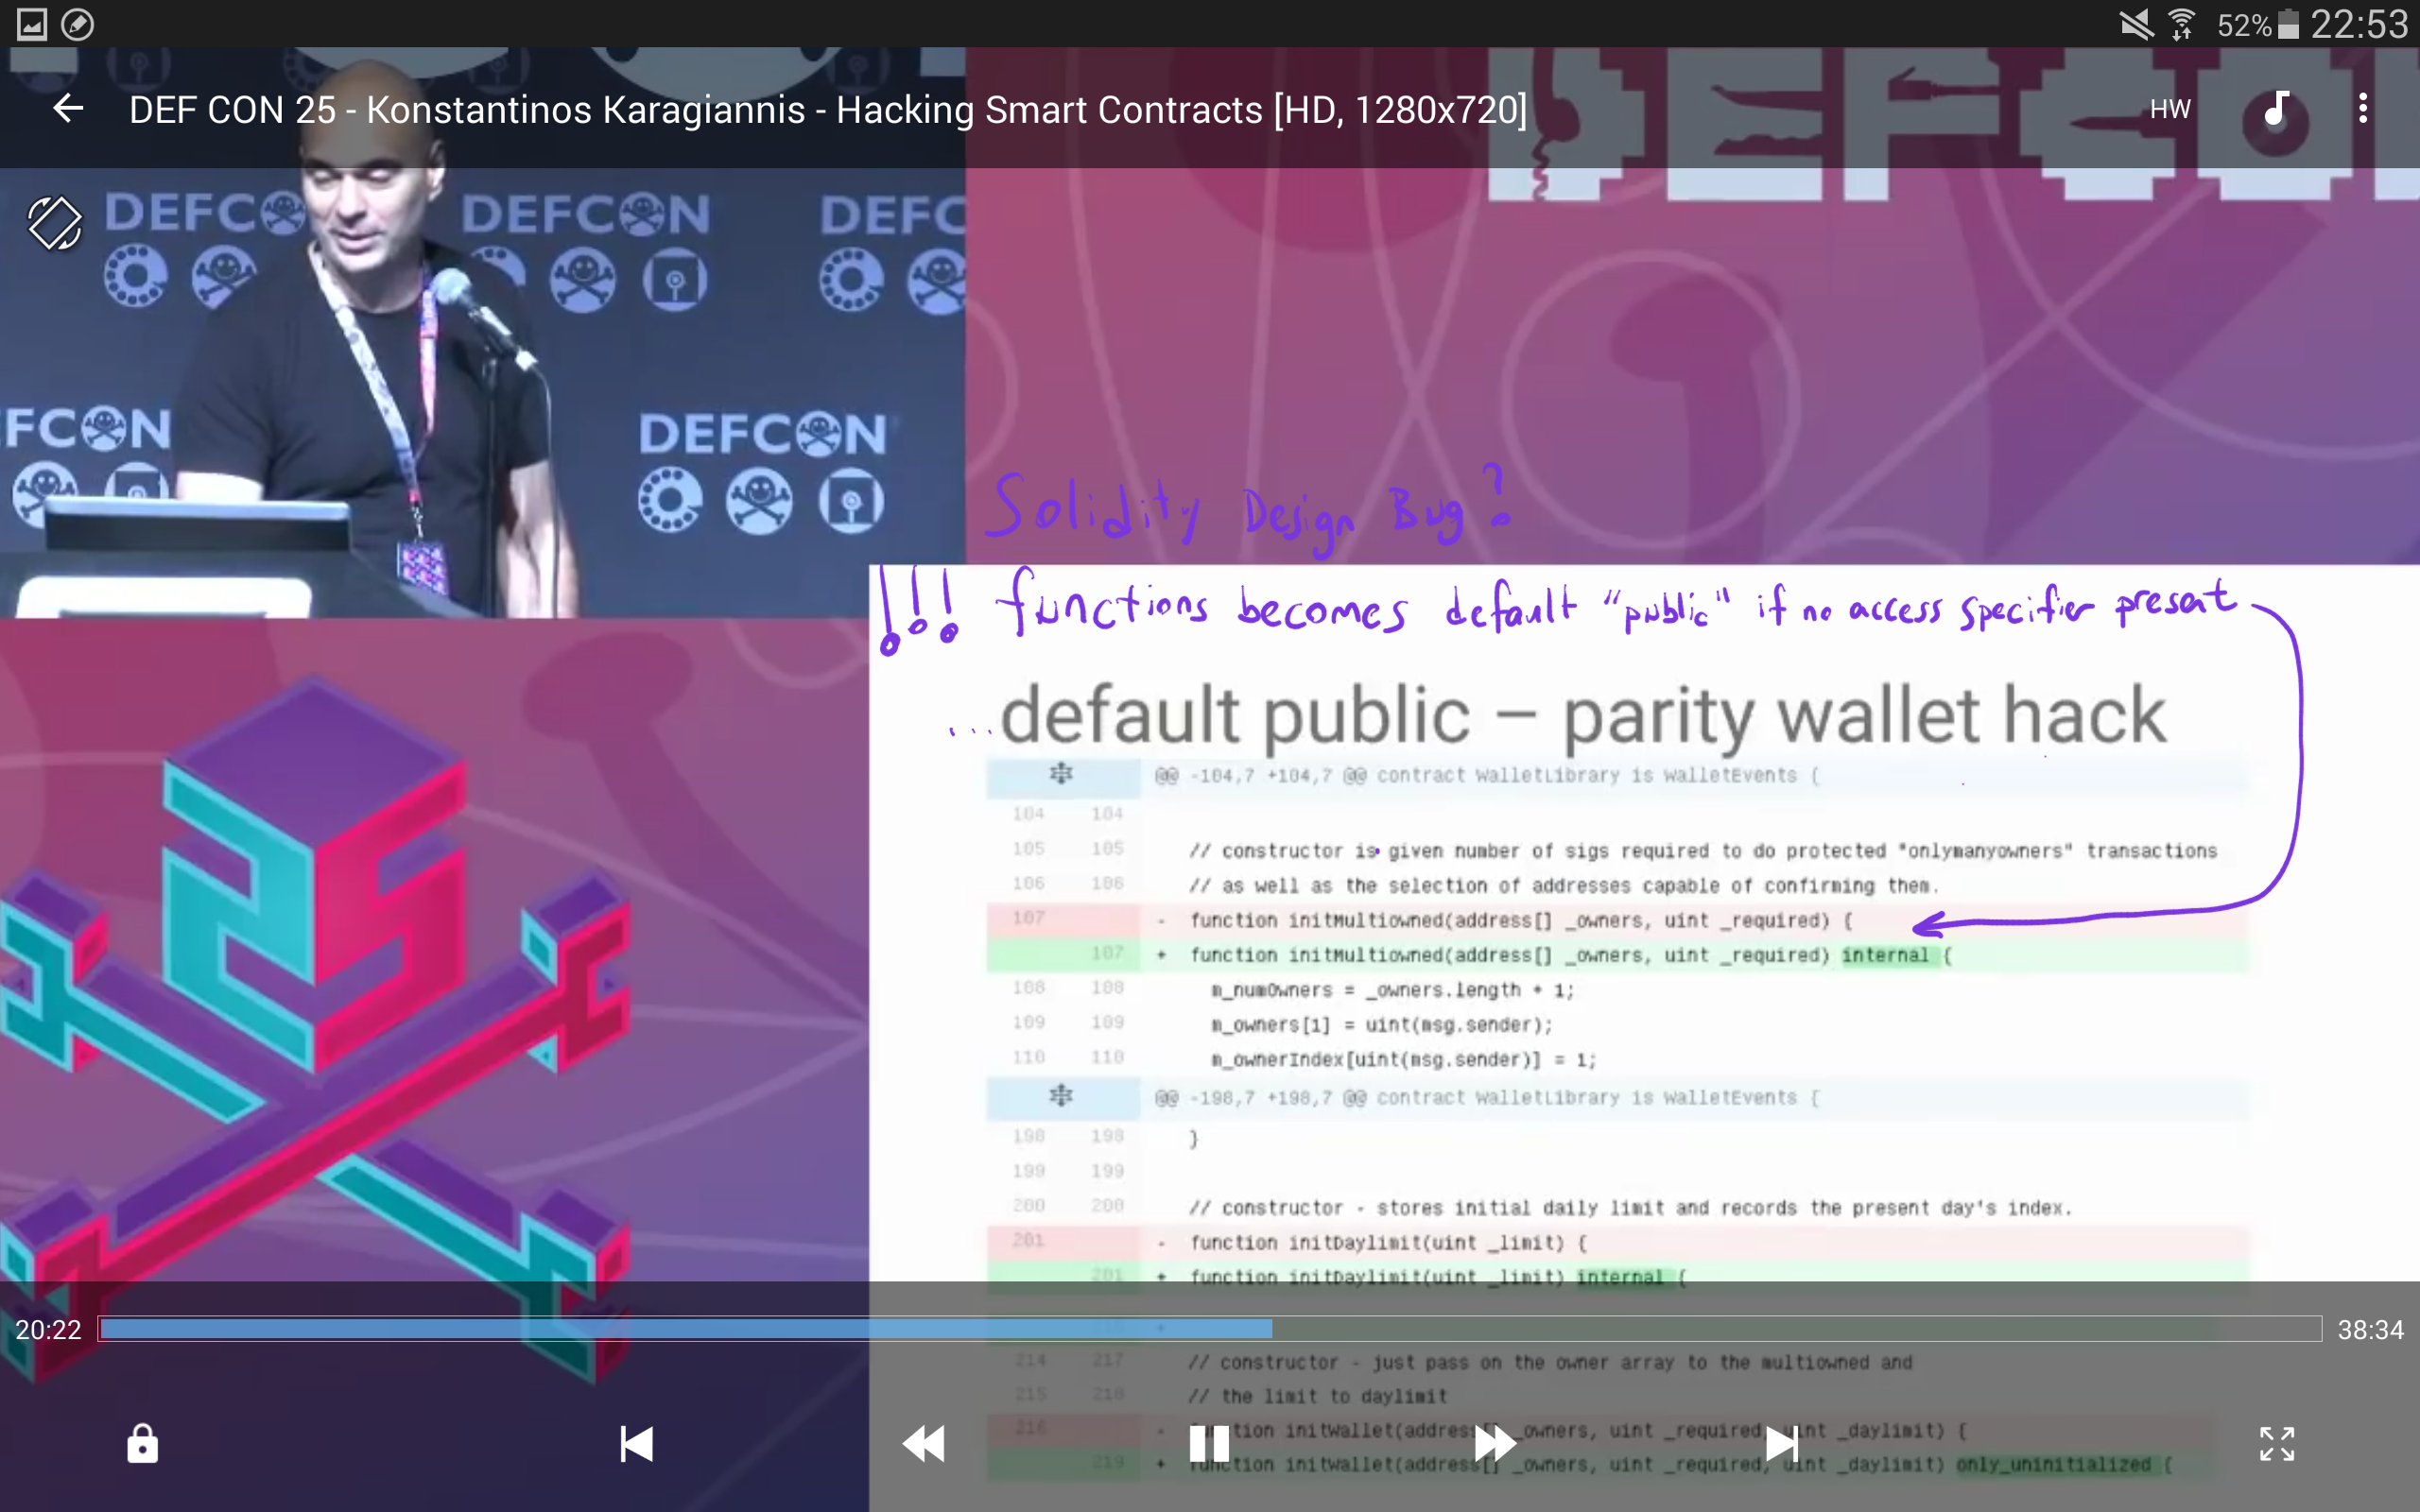 52% 22:53
DEF CON 25 - Konstantinos Karagiannis - Hacking Smart Contracts [HD, 1280x720] HW
DEFCON DEFCON DEFC
FCON DEFCON
Solidity Design Bug?
!!! functions becomes default "public" if no access specifier present
... default public – parity wallet hack
@@ -104,7 +104,7 @@ contract WalletLibrary is WalletEvents {
104 104
105 105 // constructor is given number of sigs required to do protected "onlymanyowners" transactions
106 106 // as well as the selection of addresses capable of confirming them.
107 - function initMultiowned(address[] _owners, uint _required) {
107 + function initMultiowned(address[] _owners, uint _required) internal {
108 108 m_numOwners = _owners.length + 1;
109 109 m_owners[1] = uint(msg.sender);
110 110 m_ownerIndex[uint(msg.sender)] = 1;
@@ -198,7 +198,7 @@ contract WalletLibrary is WalletEvents {
198 198 }
199 199
200 200 // constructor - stores initial daily limit and records the present day's index.
201 - function initDaylimit(uint _limit) {
201 + function initDaylimit(uint _limit) internal {
20:22 38:34
214 217 // constructor - just pass on the owner array to the multiowned and
215 218 // the limit to daylimit
216 - function initWallet(address[] _owners, uint _required, uint _daylimit) {
219 + function initWallet(address[] _owners, uint _required, uint _daylimit) only_uninitialized {